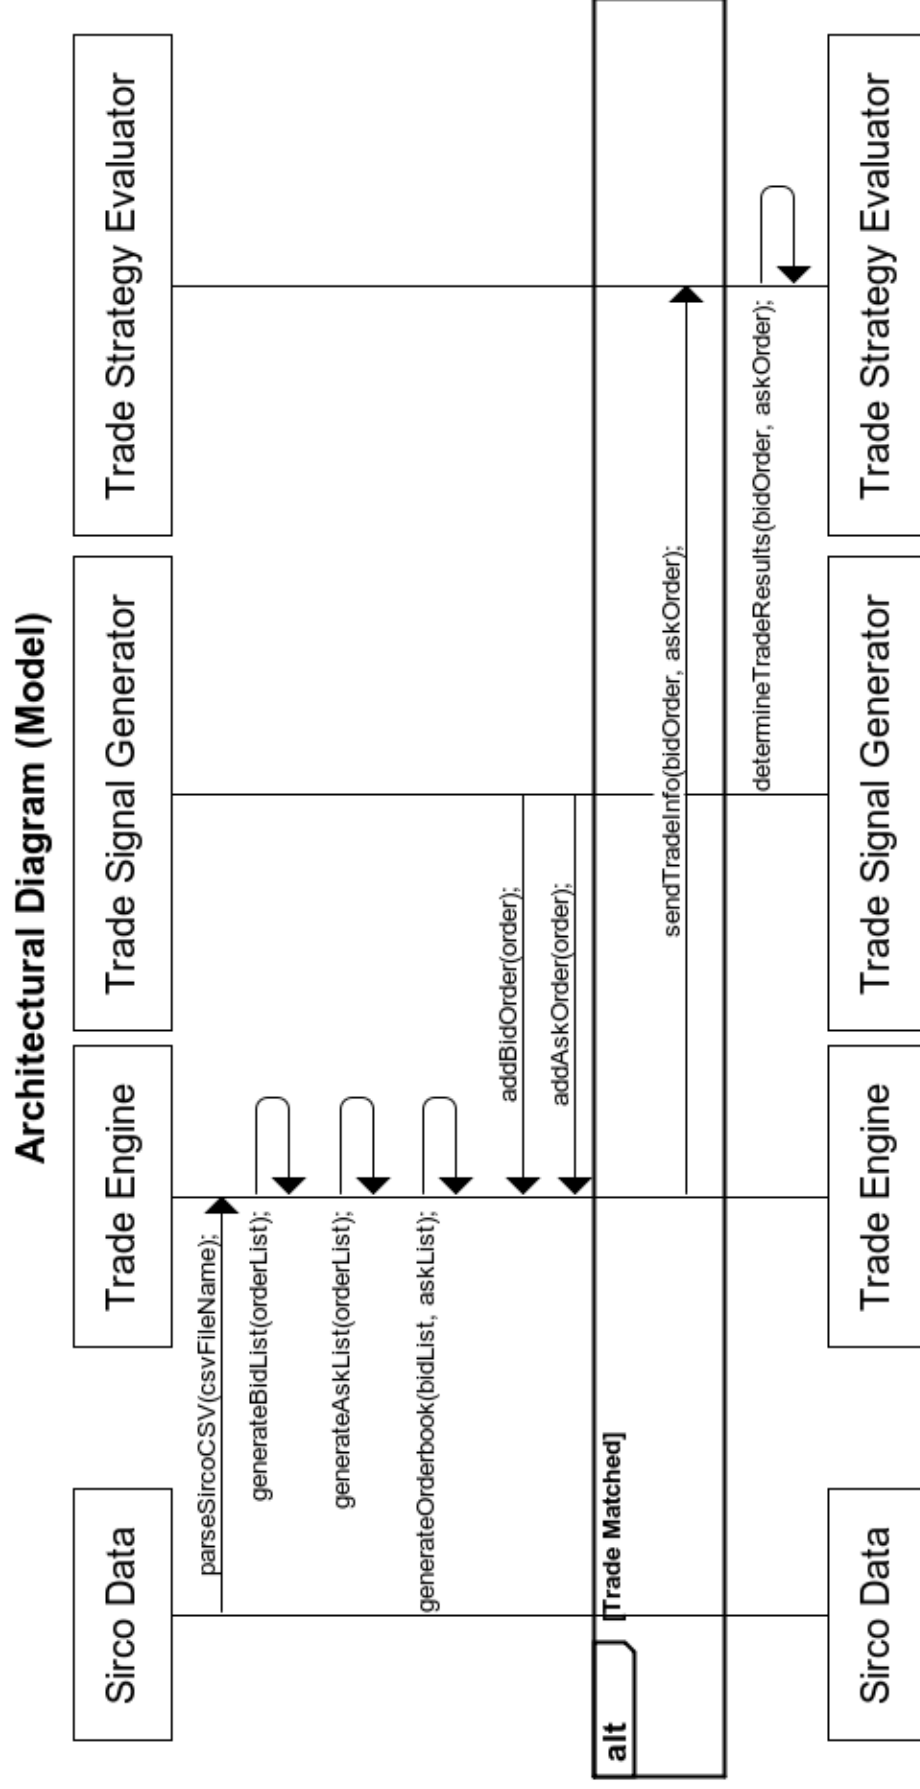 Architectural Diagram (Model)
Sirco Data
Trade Engine
Trade Signal Generator
Trade Strategy Evaluator
parseSircoCSV(csvFileName);
generateBidList(orderList);
generateAskList(orderList);
generateOrderbook(bidList, askList);
addBidOrder(order);
addAskOrder(order);
alt
[Trade Matched]
sendTradeInfo(bidOrder, askOrder);
determineTradeResults(bidOrder, askOrder);
Sirco Data
Trade Engine
Trade Signal Generator
Trade Strategy Evaluator